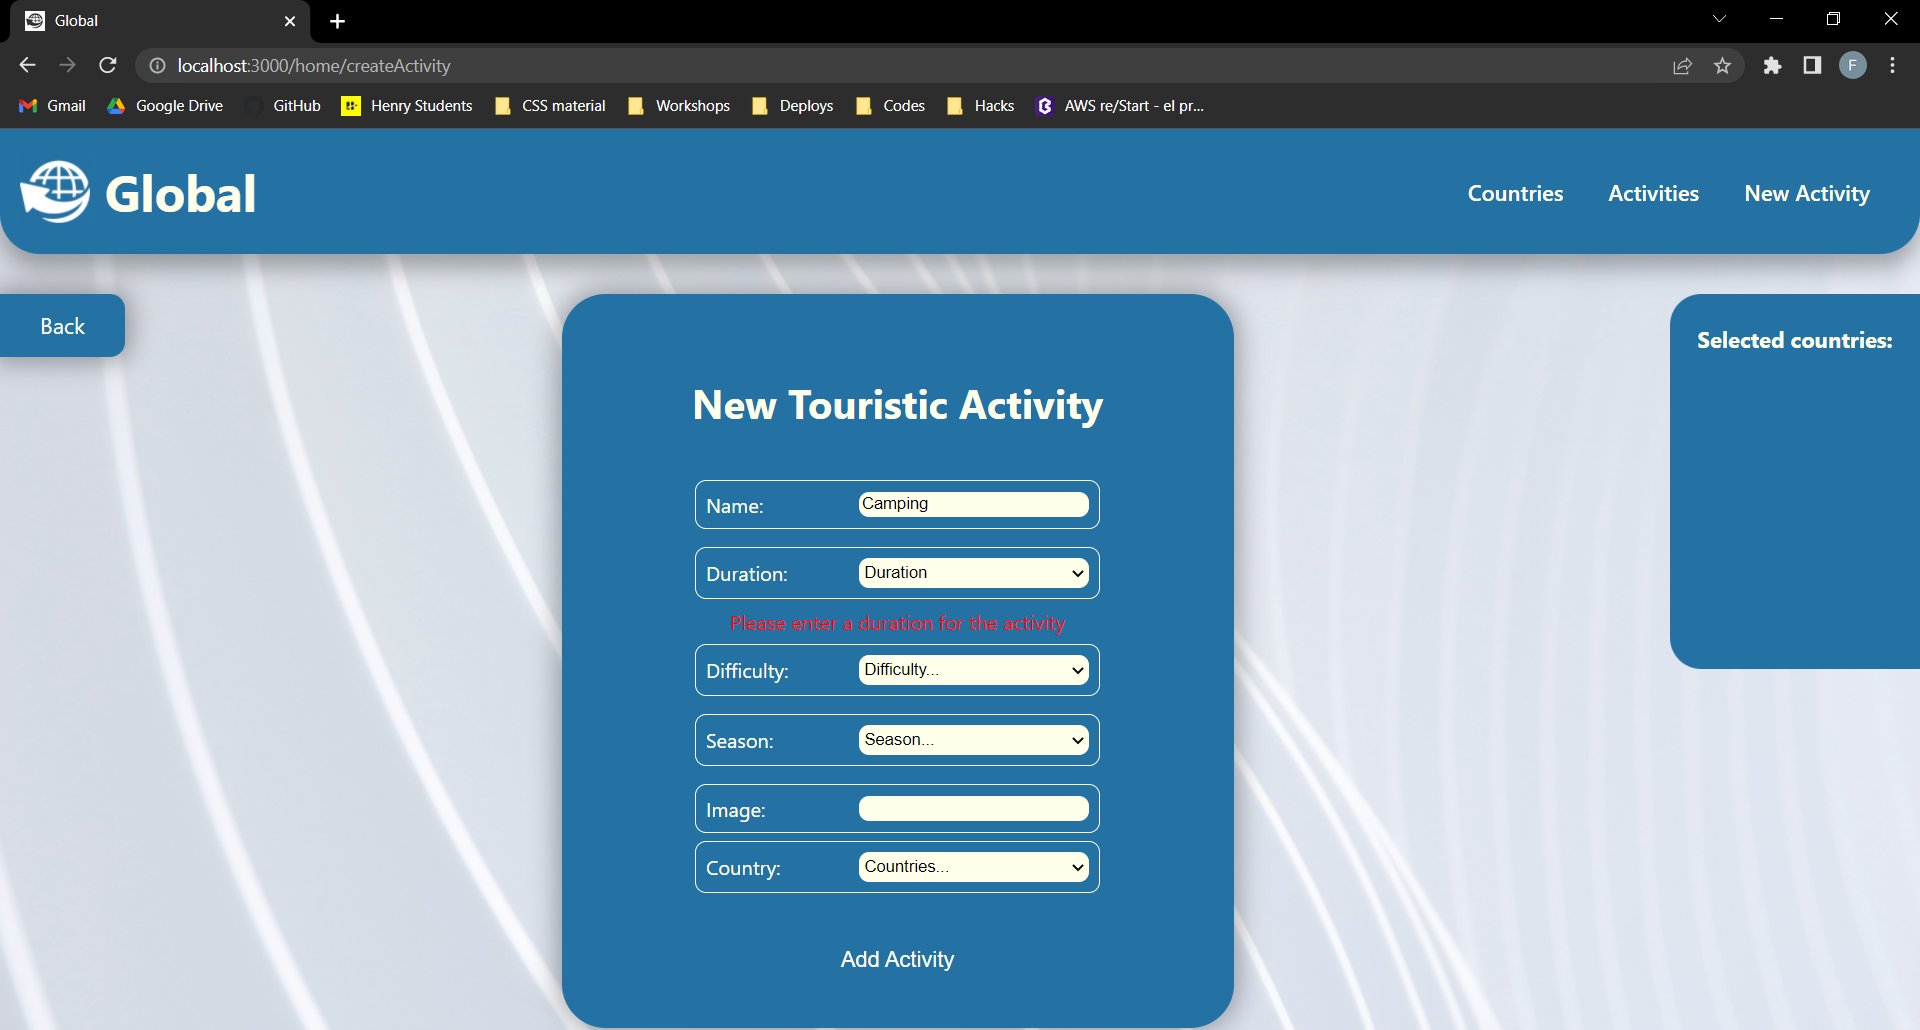 Global
localhost:3000/home/createActivity
F
Gmail Google Drive GitHub Henry Students CSS material Workshops Deploys Codes Hacks AWS re/Start - el pr...
Global Countries Activities New Activity
Back
Selected countries:
New Touristic Activity
Name: Camping
Duration: Duration
Please enter a duration for the activity
Difficulty: Difficulty...
Season: Season...
Image:
Country: Countries...
Add Activity